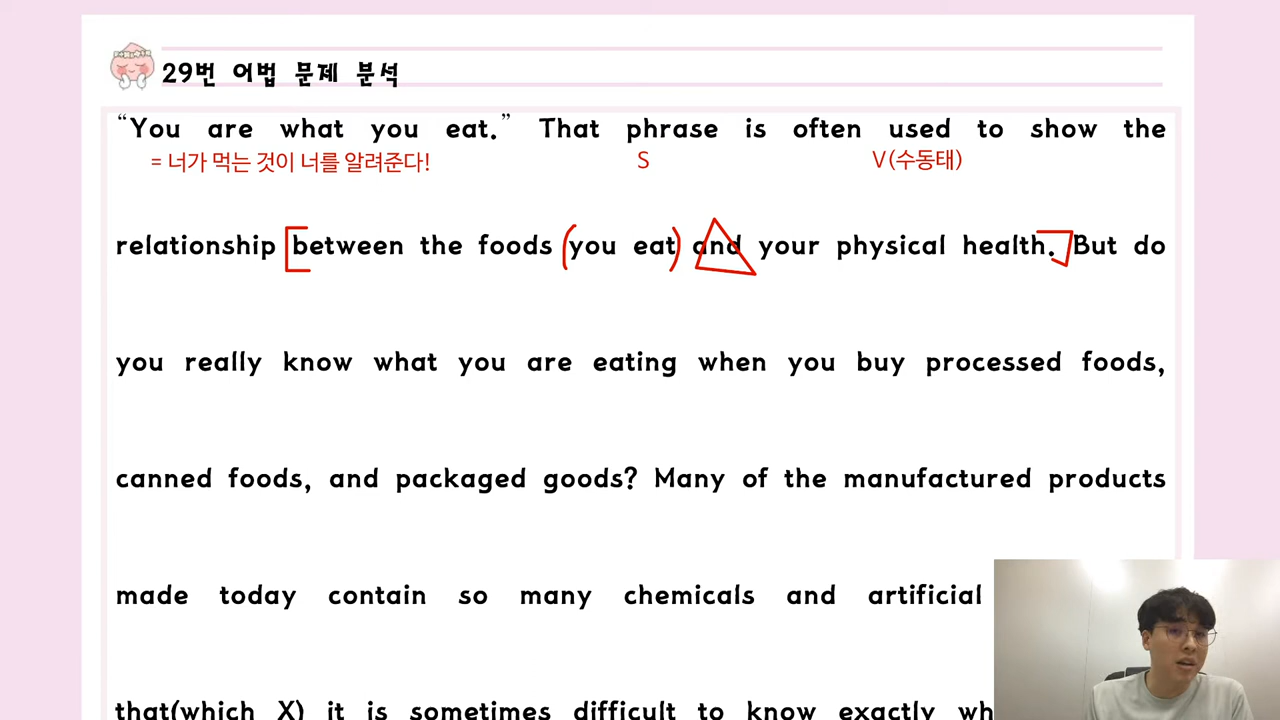 29번 어법 문제 분석
“You are what you eat.” That phrase is often used to show the
= 너가 먹는 것이 너를 알려준다! S V(수동태)
relationship [between the foods (you eat) and your physical health.] But do
you really know what you are eating when you buy processed foods,
canned foods, and packaged goods? Many of the manufactured products
made today contain so many chemicals and artificial
that(which X) it is sometimes difficult to know exactly